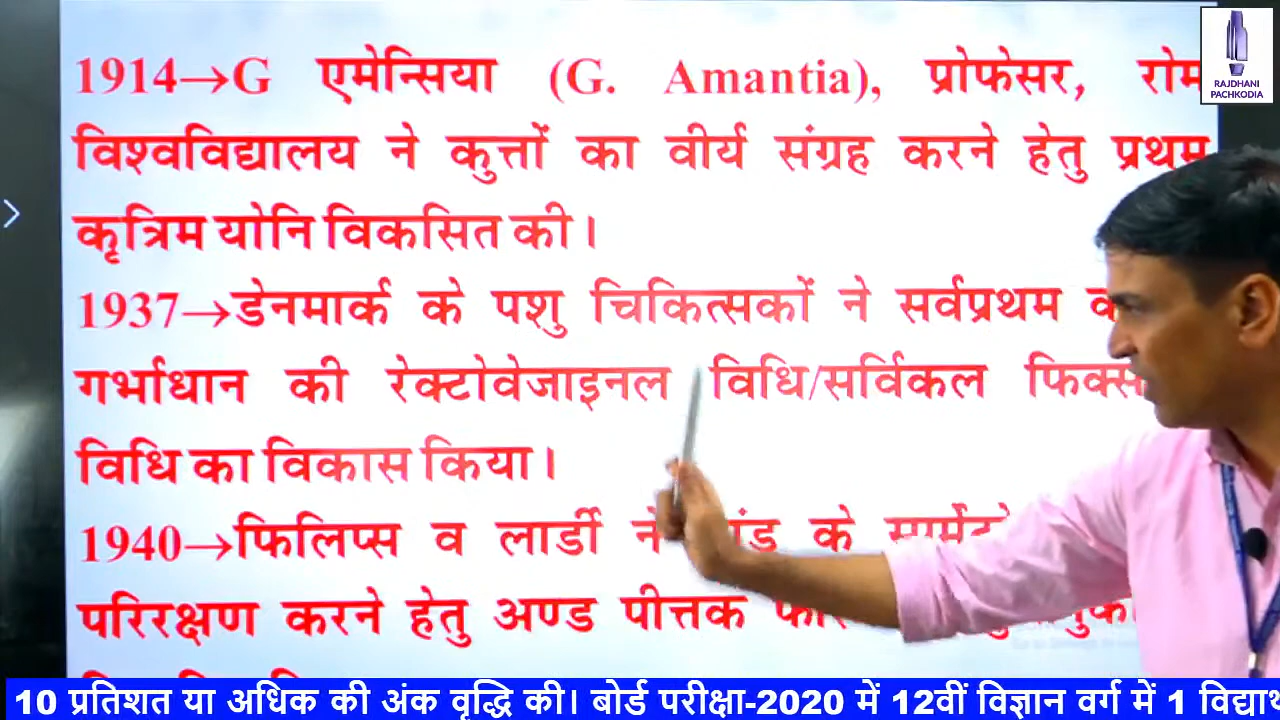 1914→G एमेन्सिया (G. Amantia), प्रोफेसर, रोम
विश्वविद्यालय ने कुत्तों का वीर्य संग्रह करने हेतु प्रथम
कृत्रिम योनि विकसित की।
1937→डेनमार्क के पशु चिकित्सकों ने सर्वप्रथम
गर्भाधान की रेक्टोवेजाइनल विधि/सर्विकल
विधि का विकास किया।
1940→फिलिप्स व लार्डी ने के
परिरक्षण करने हेतु अण्ड पीत्तक
RAJDHANI
PACHKODIA
10 प्रतिशत या अधिक की अंक वृद्धि की। बोर्ड परीक्षा-2020 में 12वीं विज्ञान वर्ग में 1